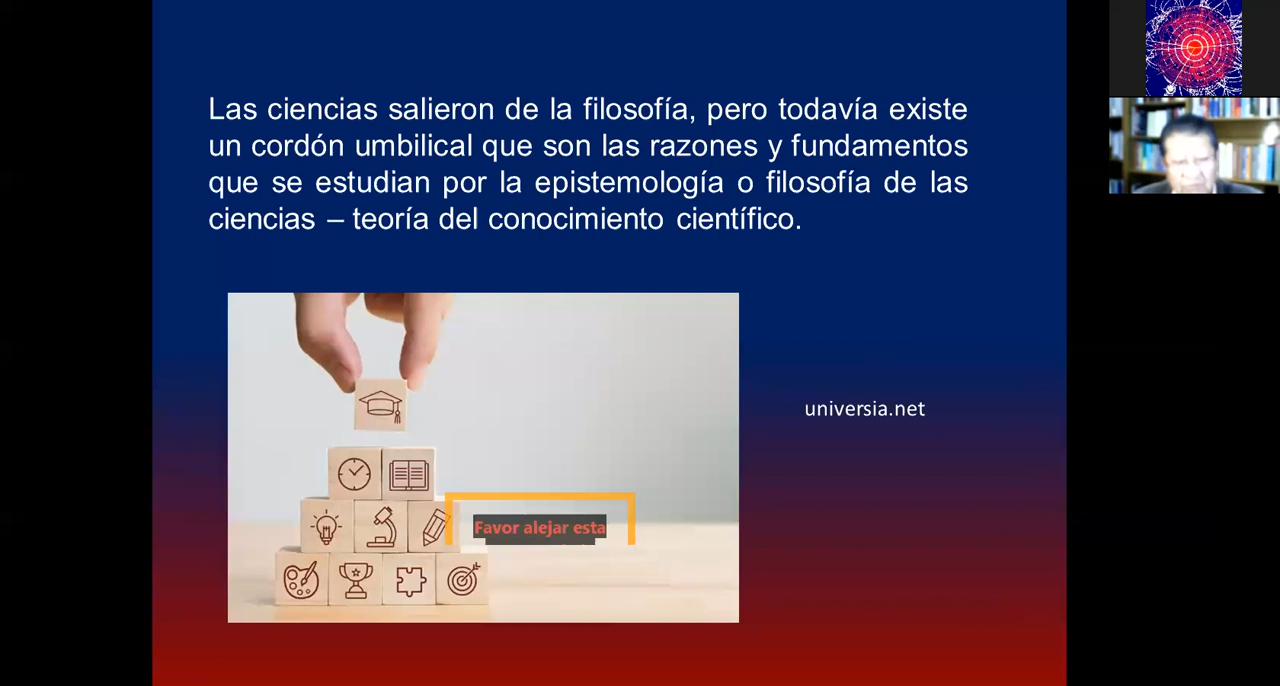 Las ciencias salieron de la filosofía, pero todavía existe
un cordón umbilical que son las razones y fundamentos
que se estudian por la epistemología o filosofía de las
ciencias – teoría del conocimiento científico.
universia.net
Favor alejar esta